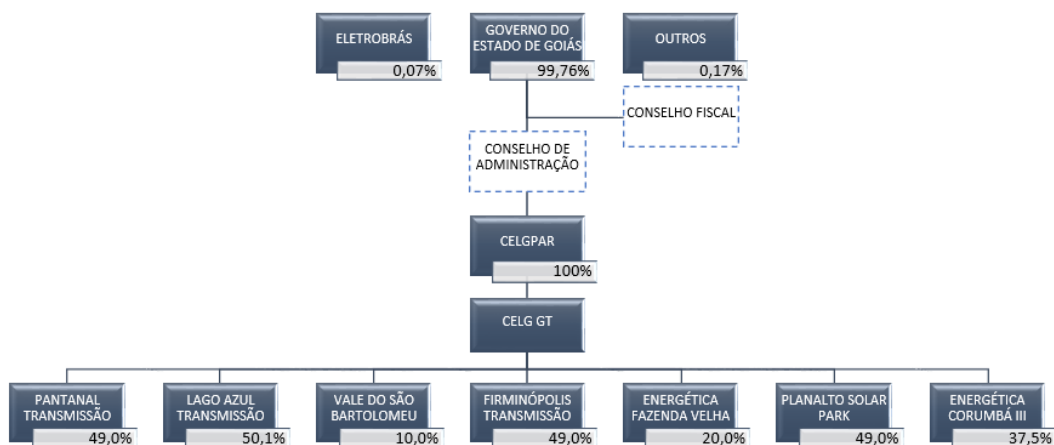 ELETROBRÁS
0,07%
GOVERNO DO
ESTADO DE GOIÁS
99,76%
OUTROS
0,17%
CONSELHO FISCAL
CONSELHO DE
ADMINISTRAÇÃO
CELGPAR
100%
CELG GT
PANTANAL
TRANSMISSÃO
49,0%
LAGO AZUL
TRANSMISSÃO
50,1%
VALE DO SÃO
BARTOLOMEU
10,0%
FIRMINÓPOLIS
TRANSMISSÃO
49,0%
ENERGÉTICA
FAZENDA VELHA
20,0%
PLANALTO SOLAR
PARK
49,0%
ENERGÉTICA
CORUMBÁ III
37,5%